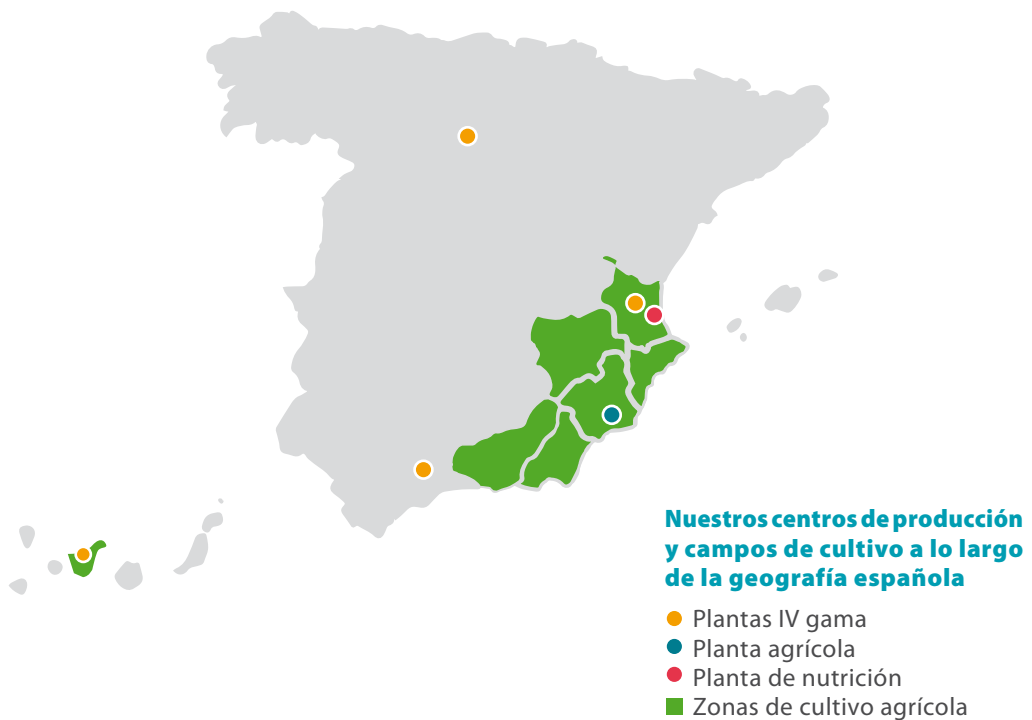 Nuestros centros de producción
y campos de cultivo a lo largo
de la geografía española
Plantas IV gama
Planta agrícola
Planta de nutrición
Zonas de cultivo agrícola